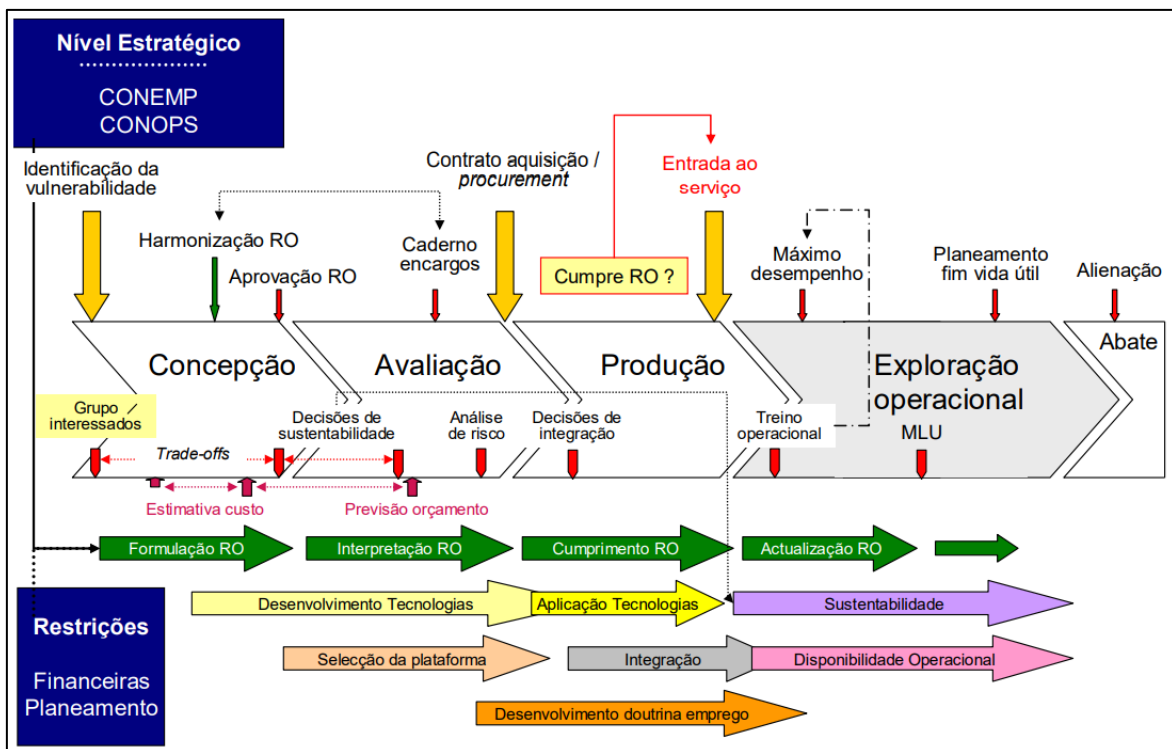 Nível Estratégico
CONEMP
CONOPS
Identificação da
vulnerabilidade
Harmonização RO
Aprovação RO
Caderno
encargos
Contrato aquisição /
procurement
Entrada ao
serviço
Cumpre RO ?
Máximo
desempenho
Planeamento
fim vida útil
Alienação
Concepção
Avaliação
Produção
Exploração
operacional
Abate
Grupo
interessados
Trade-offs
Decisões de
sustentabilidade
Análise
de risco
Decisões de
integração
Treino
operacional
MLU
Estimativa custo
Previsão orçamento
Formulação RO
Interpretação RO
Cumprimento RO
Actualização RO
Desenvolvimento Tecnologias
Aplicação Tecnologias
Sustentabilidade
Selecção da plataforma
Integração
Disponibilidade Operacional
Desenvolvimento doutrina emprego
Restrições
Financeiras
Planeamento